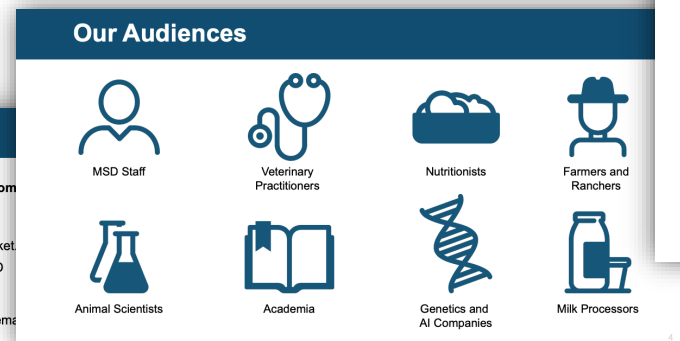 Our Audiences
MSD Staff
Veterinary
Practitioners
Nutritionists
Farmers and
Ranchers
Animal Scientists
Academia
Genetics and
AI Companies
Milk Processors
4